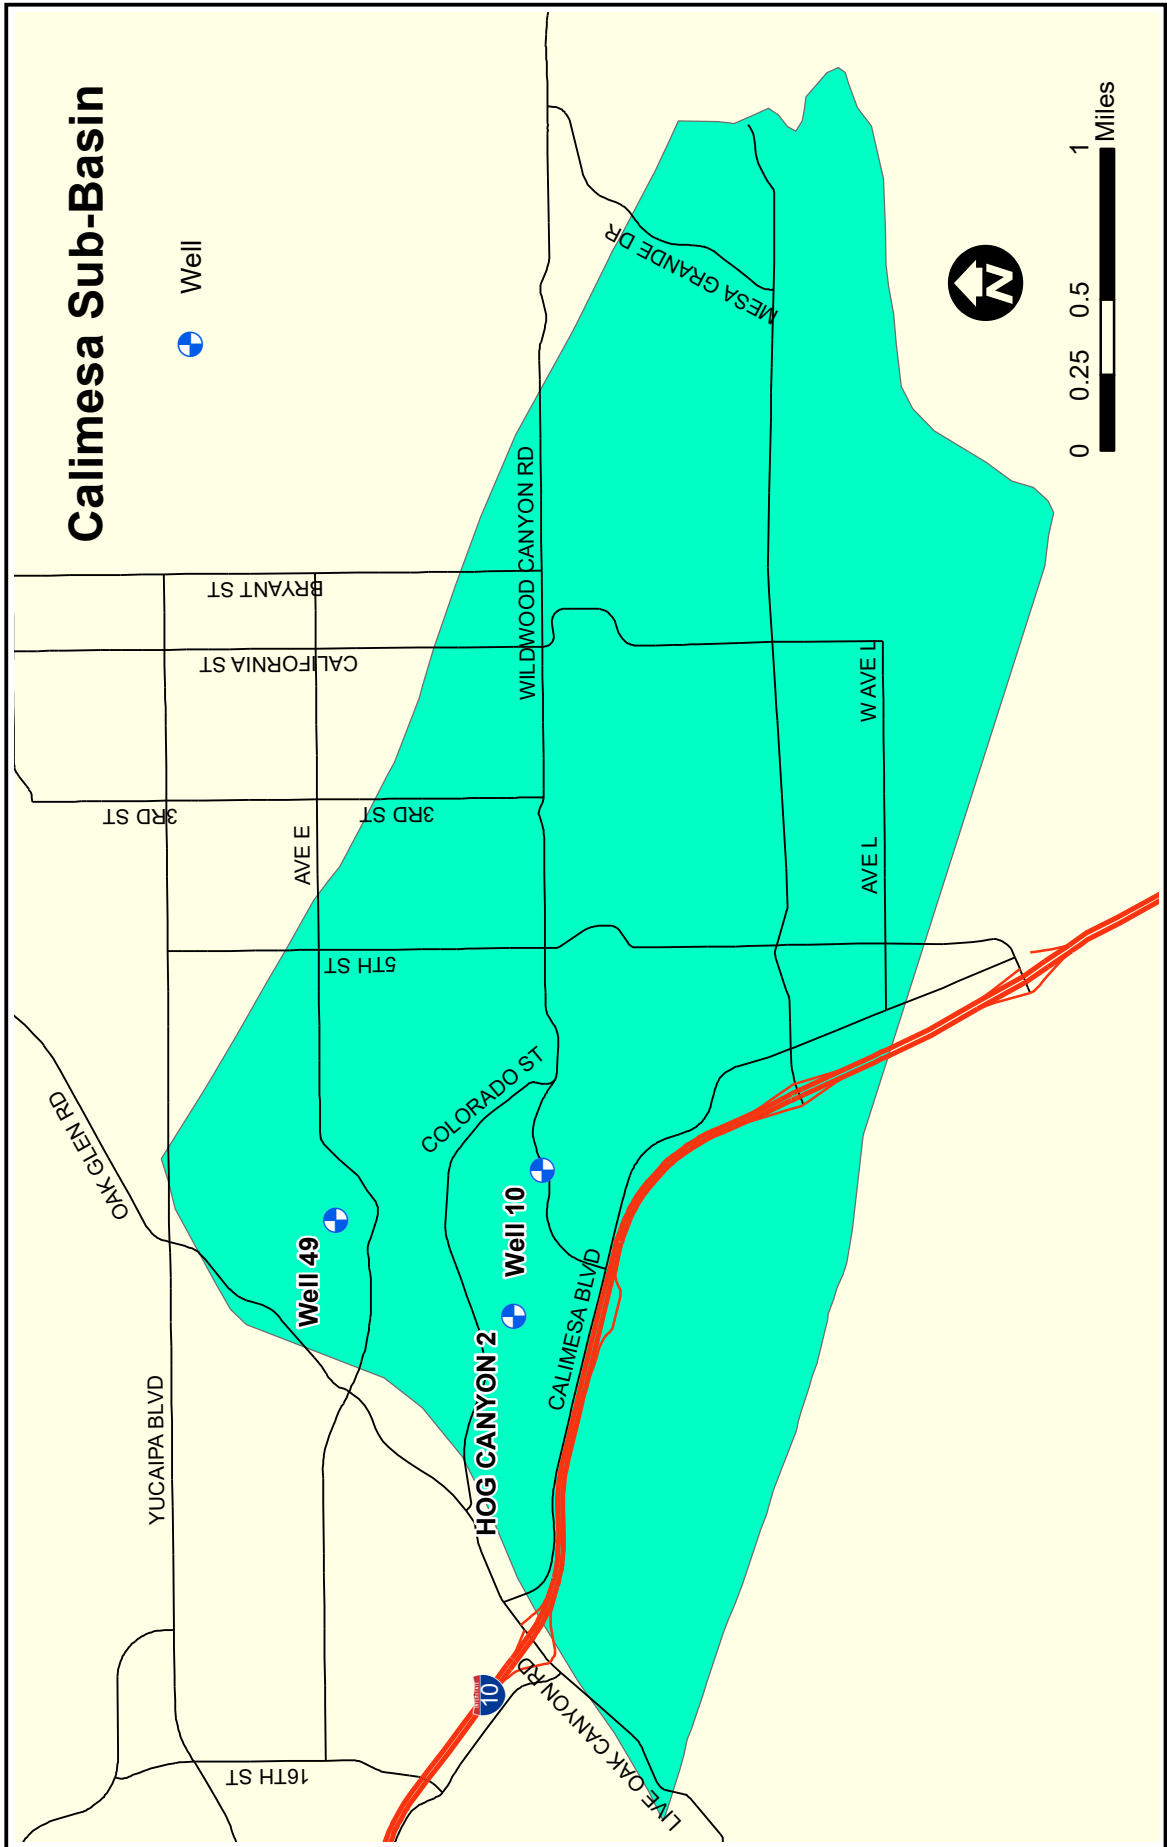 Calimesa Sub-Basin
Well
YUCAIPA BLVD
OAK GLEN RD
3RD ST
CALIFORNIA ST
BRYANT ST
16TH ST
AVE E
3RD ST
5TH ST
Well 49
WILDWOOD CANYON RD
MESA GRANDE DR
COLORADO ST
Well 10
HOG CANYON 2
CALIMESA BLVD
10
LIVE OAK CANYON RD
AVE L
W AVE L
N
0 0.25 0.5 1
Miles